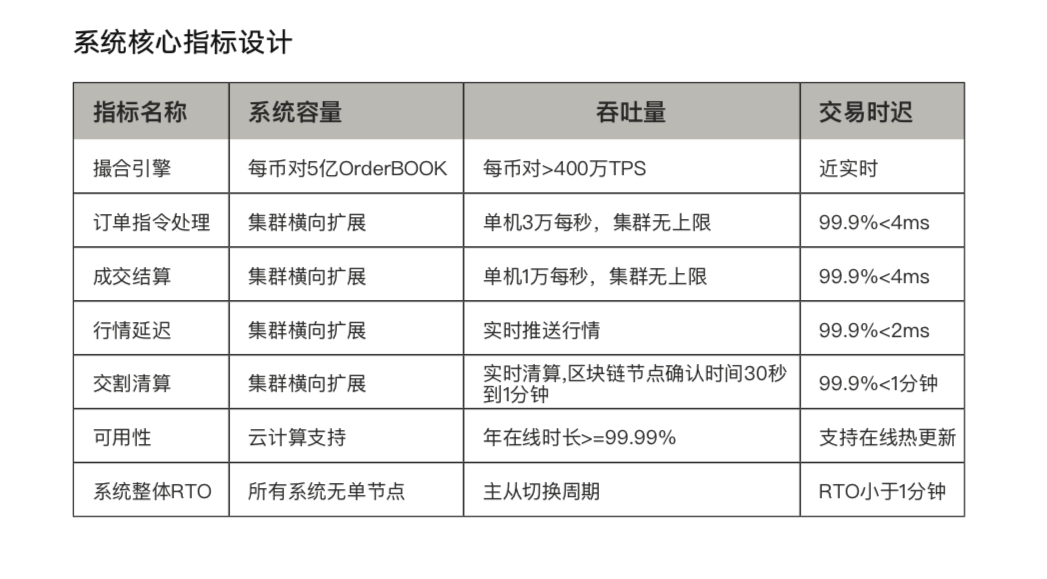 系统核心指标设计
指标名称 系统容量 吞吐量 交易时迟
撮合引擎 每币对5亿OrderBOOK 每币对>400万TPS 近实时
订单指令处理 集群横向扩展 单机3万每秒，集群无上限 99.9%<4ms
成交结算 集群横向扩展 单机1万每秒，集群无上限 99.9%<4ms
行情延迟 集群横向扩展 实时推送行情 99.9%<2ms
交割清算 集群横向扩展 实时清算,区块链节点确认时间30秒 99.9%<1分钟
到1分钟
可用性 云计算支持 年在线时长>=99.99% 支持在线热更新
系统整体RTO 所有系统无单节点 主从切换周期 RTO小于1分钟